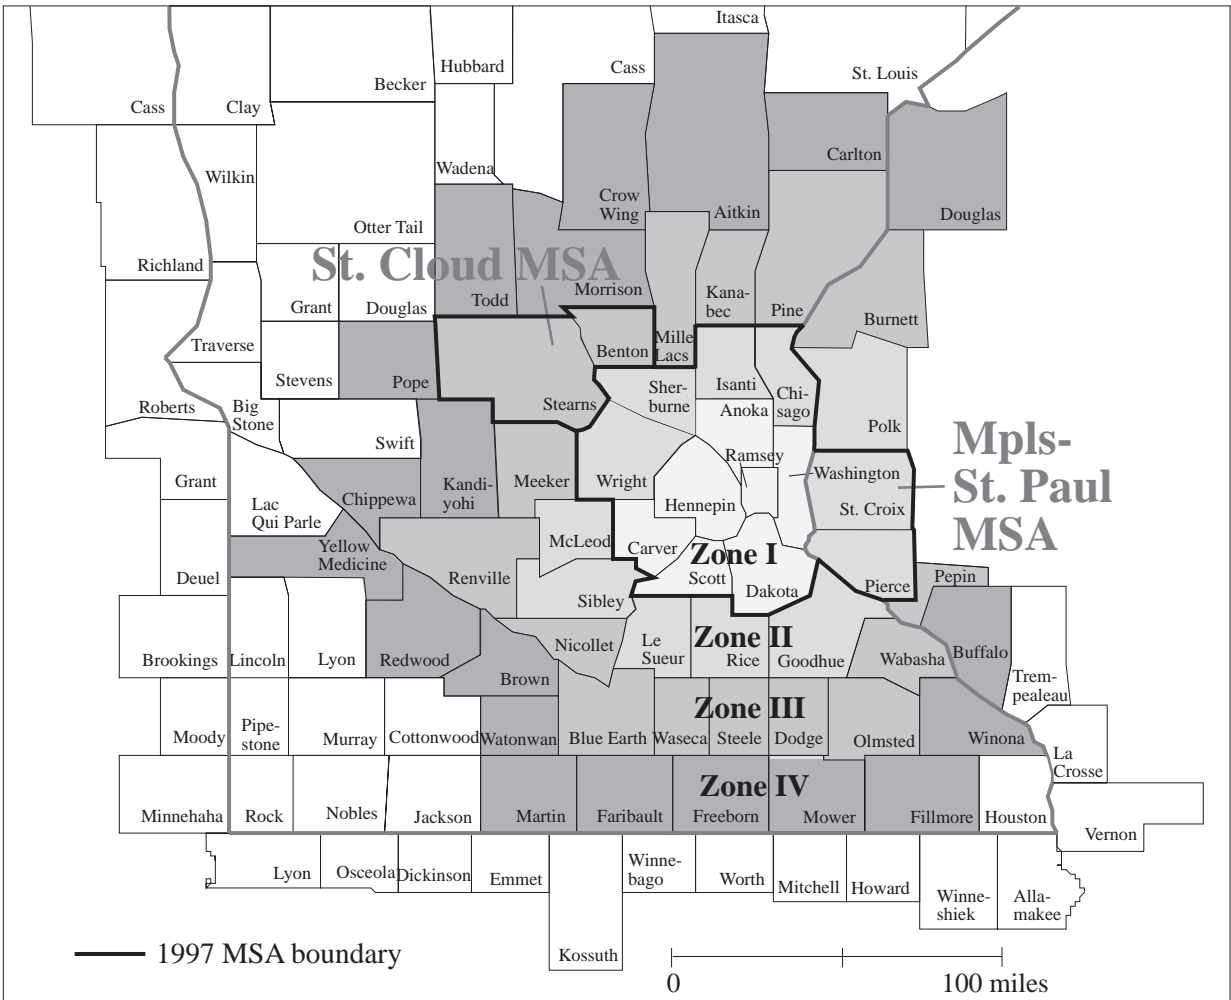 Itasca
Hubbard
Cass
St. Louis
Becker
Cass
Clay
Carlton
Wadena
Wilkin
Crow
Wing
Aitkin
Douglas
Otter Tail
St. Cloud MSA
Richland
Morrison
Kana-
bec
Todd
Grant
Douglas
Pine
Burnett
Traverse
Mille
Lacs
Benton
Stevens
Pope
Isanti
Sher-
burne
Chi-
sago
Stearns
Anoka
Roberts
Big
Stone
Polk
Swift
Mpls-
St. Paul
MSA
Ramsey
Washington
Grant
Kandi-
yohi
Meeker
Wright
Chippewa
Lac
Qui Parle
Hennepin
St. Croix
Yellow
Medicine
McLeod
Carver
Zone I
Deuel
Renville
Scott
Dakota
Pierce
Pepin
Sibley
Nicollet
Le
Sueur
Zone II
Brookings
Lincoln
Lyon
Redwood
Rice
Goodhue
Wabasha
Buffalo
Brown
Trem-
pealeau
Zone III
Moody
Pipe-
stone
Murray
Cottonwood
Watonwan
Blue Earth
Waseca
Steele
Dodge
Olmsted
Winona
La
Crosse
Zone IV
Minnehaha
Rock
Nobles
Jackson
Martin
Faribault
Freeborn
Mower
Fillmore
Houston
Vernon
Lyon
Osceola
Dickinson
Emmet
Winne-
bago
Worth
Mitchell
Howard
Winne-
shiek
Alla-
makee
Kossuth
1997 MSA boundary
0
100 miles